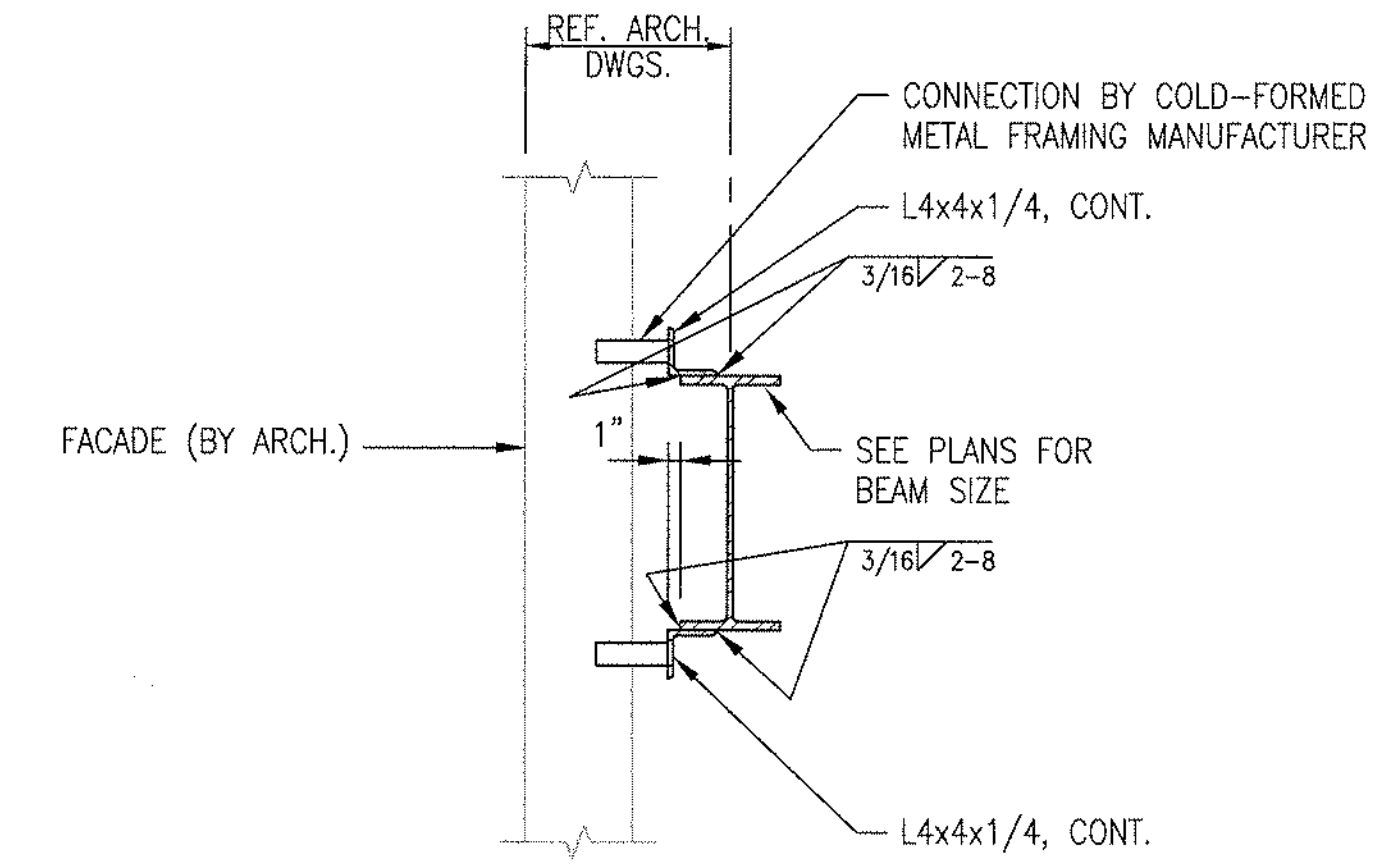 REF. ARCH.
DWGS.
CONNECTION BY COLD-FORMED
METAL FRAMING MANUFACTURER
L4x4x1/4, CONT.
3/16 2-8
1"
FACADE (BY ARCH.)
SEE PLANS FOR
BEAM SIZE
3/16 2-8
L4x4x1/4, CONT.